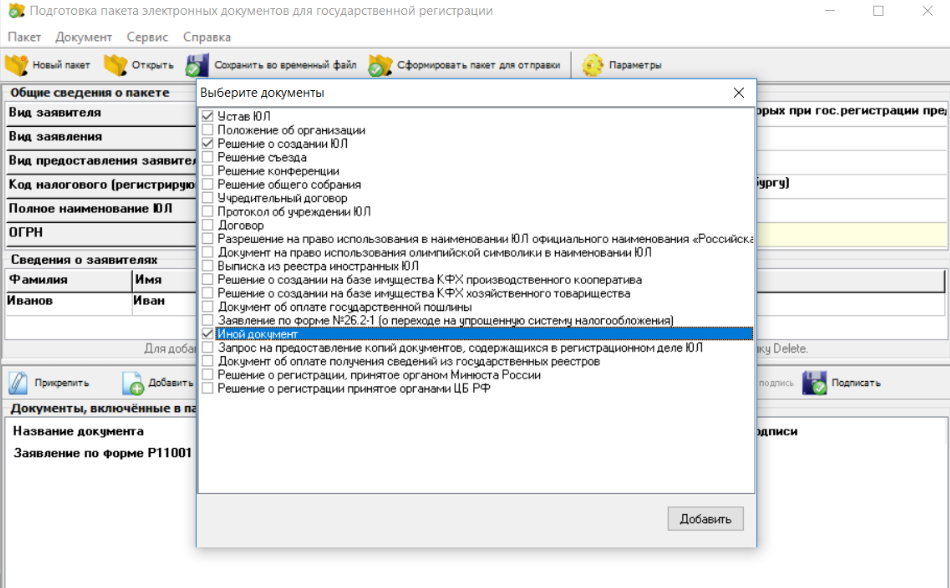 Подготовка пакета электронных документов для государственной регистрации
Пакет Документ Сервис Справка
Новый пакет Открыть Сохранить во временный файл Сформировать пакет для отправки Параметры
Общие сведения о пакете
Вид заявителя
Вид заявления
Вид предоставления заявител
Код налогового (регистрирую
Полное наименование ЮЛ
ОГРН
орых при гос.регистрации пред
бургу)
Сведения о заявителях
Фамилия Имя
Иванов Иван
Для доба
ку Delete.
Прикрепить Добавить
подпись Подписать
Документы, включённые в па
Название документа
одписи
Заявление по форме Р11001
Выберите документы
Устав ЮЛ
Положение об организации
Решение о создании ЮЛ
Решение съезда
Решение конференции
Решение общего собрания
Учредительный договор
Протокол об учреждении ЮЛ
Договор
Разрешение на право использования в наименовании ЮЛ официального наименования «Российска
Документ на право использования олимпийской символики в наименовании ЮЛ
Выписка из реестра иностранных ЮЛ
Решение о создании на базе имущества КФХ производственного кооператива
Решение о создании на базе имущества КФХ хозяйственного товарищества
Документ об оплате государственной пошлины
Заявление по форме №26.2-1 (о переходе на упрощенную систему налогообложения)
Иной документ
Запрос на предоставление копий документов, содержащихся в регистрационном деле ЮЛ
Документ об оплате получения сведений из государственных реестров
Решение о регистрации, принятое органом Минюста России
Решение о регистрации принятое органами ЦБ РФ
Добавить